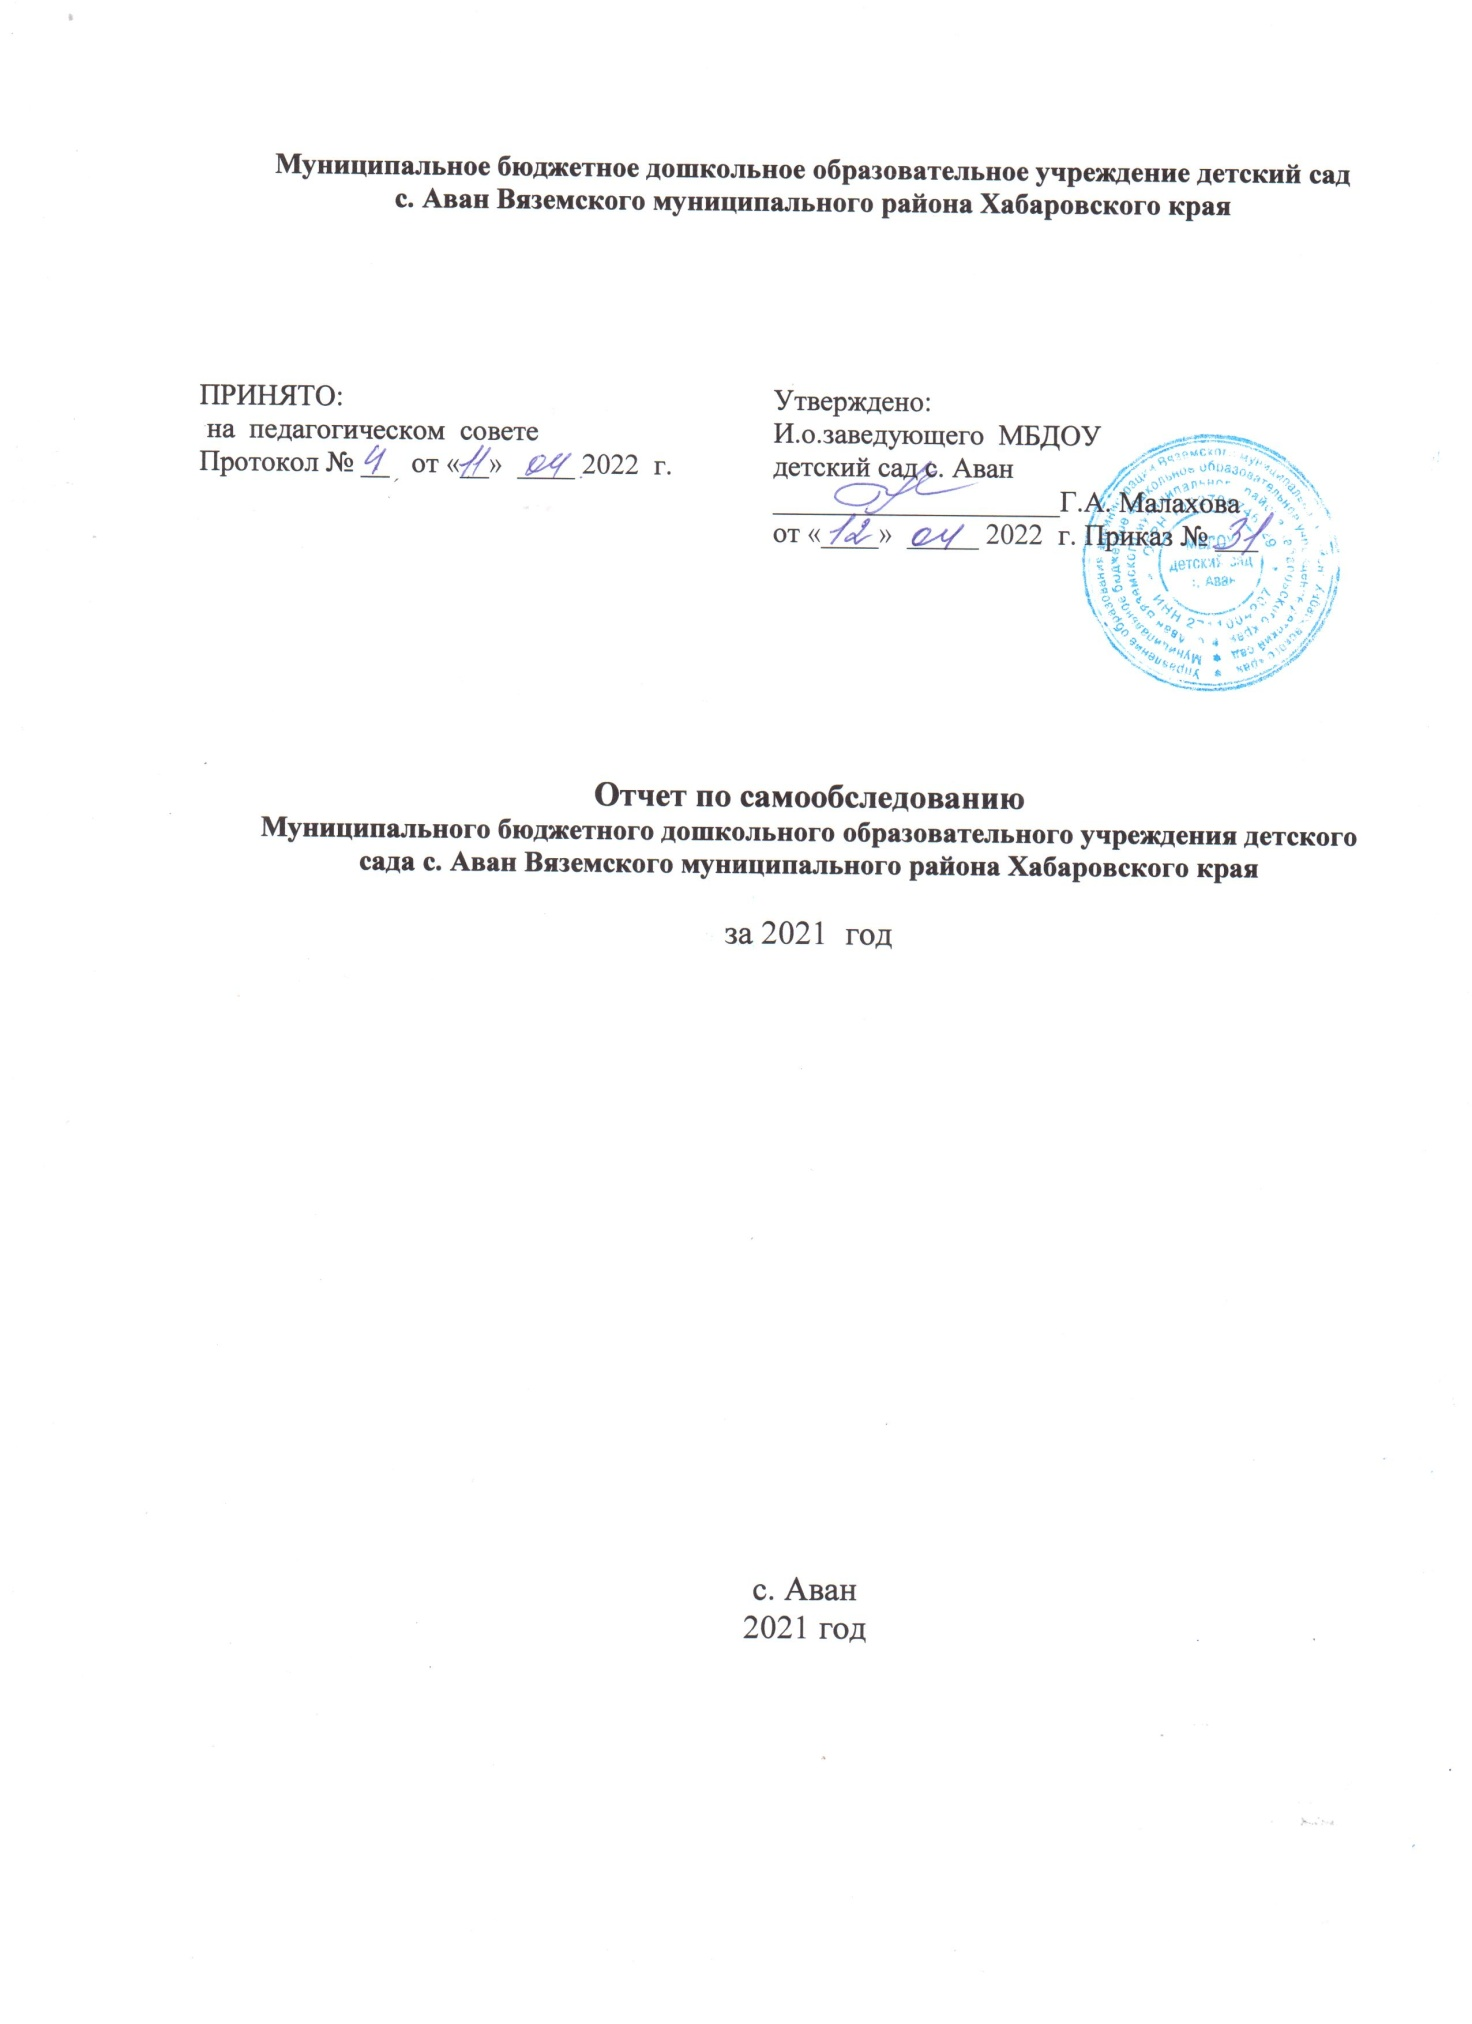 Муниципальное бюджетное дошкольное образовательное учреждение детский сад
с. Аван Вяземского муниципального района Хабаровского края
ПРИНЯТО:
на педагогическом совете
Протокол № 4 от «11» 04 2022 г.
Утверждено:
И.о.заведующего МБДОУ
детский сад с. Аван
Г.А. Малахова
от «12» 04 2022 г. Приказ № 31
МБДОУ
детский сад
с. Аван
Отчет по самообследованию
Муниципального бюджетного дошкольного образовательного учреждения детского
сада с. Аван Вяземского муниципального района Хабаровского края
за 2021 год
с. Аван
2021 год